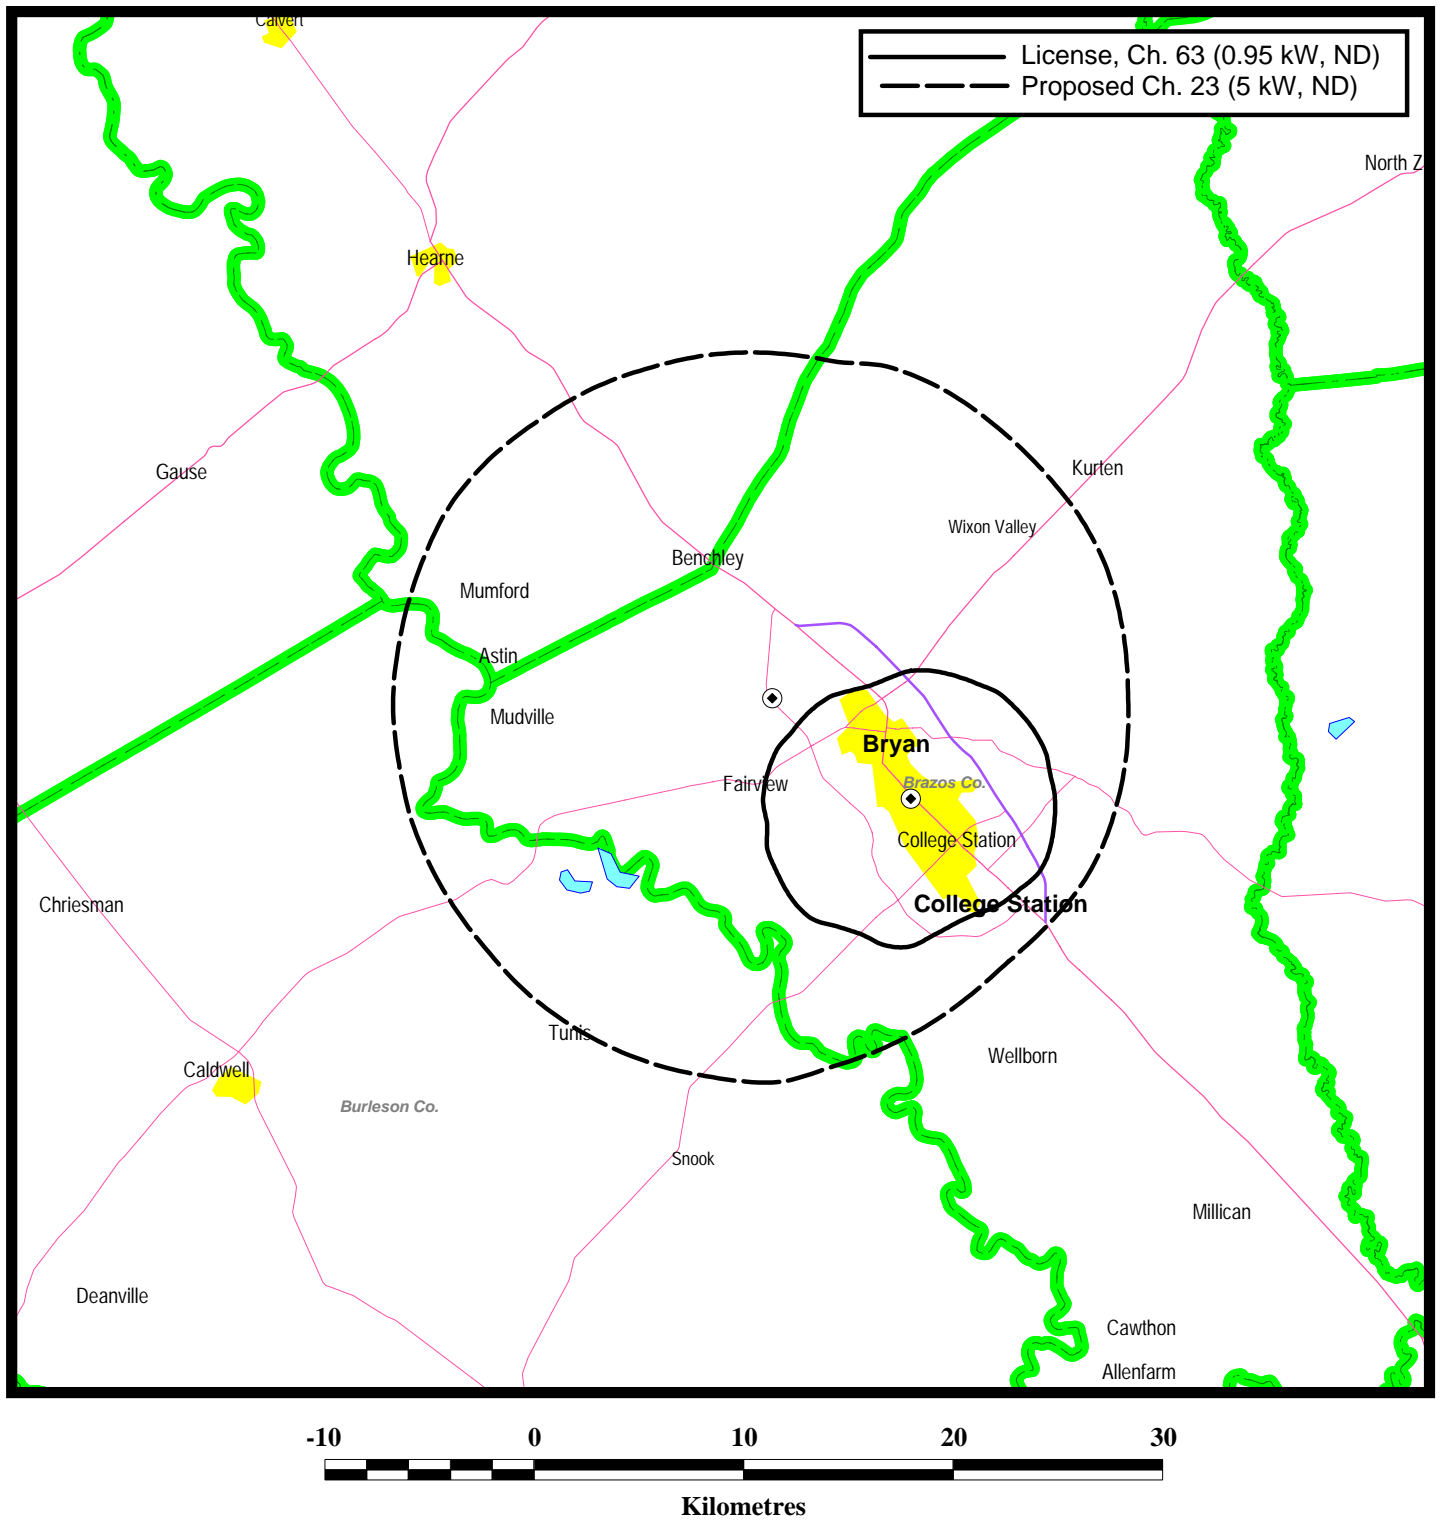 Calvert
License, Ch. 63 (0.95 kW, ND)
Proposed Ch. 23 (5 kW, ND)
North Z
Hearne
Gause
Kurten
Wixon Valley
Benchley
Mumford
Astin
Mudville
Bryan
Brazos Co.
Fairview
College Station
Chriesman
College Station
Tunis
Wellborn
Caldwell
Burleson Co.
Snook
Millican
Deanville
Cawthon
Allenfarm
-10 0 10 20 30
Kilometres